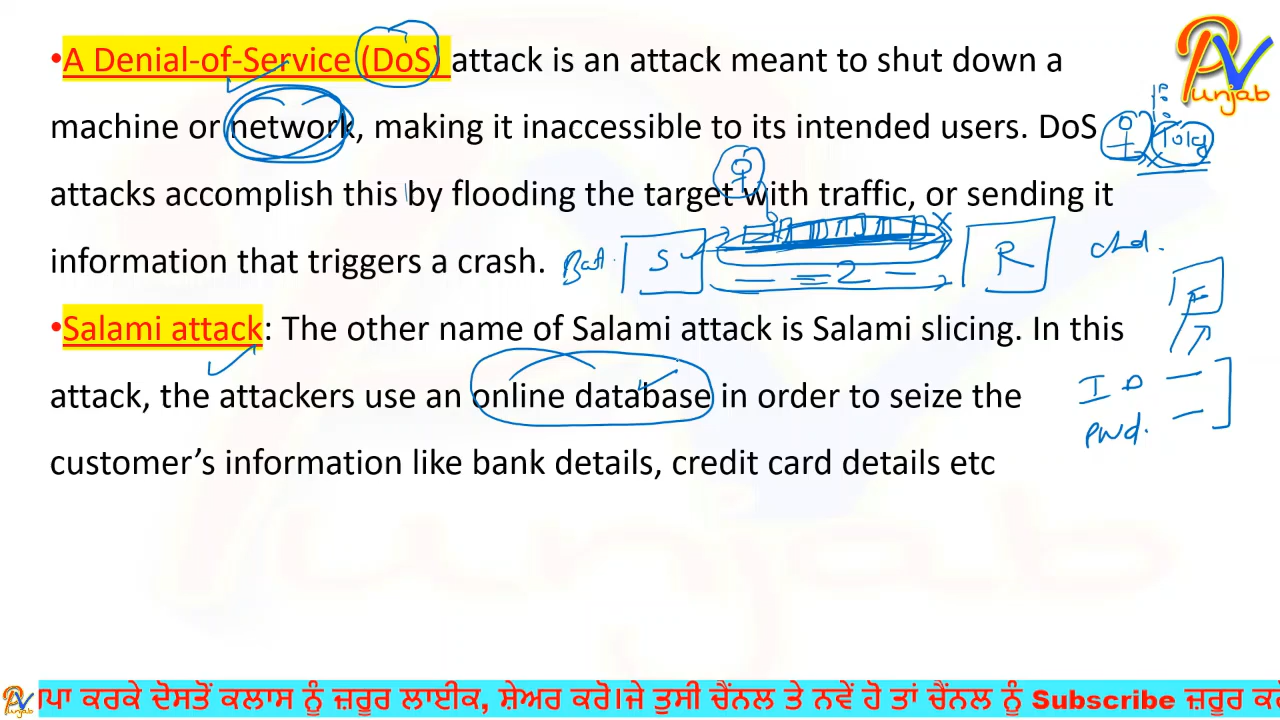 •A Denial-of-Service (DoS) attack is an attack meant to shut down a
machine or network, making it inaccessible to its intended users. DoS
attacks accomplish this by flooding the target with traffic, or sending it
information that triggers a crash.
S
2
R
chd.
•Salami attack: The other name of Salami attack is Salami slicing. In this
attack, the attackers use an online database in order to seize the
customer’s information like bank details, credit card details etc
F
I D
Pwd.
Punjab
ਕਰਕੇ ਦੋਸਤੋਂ ਕਲਾਸ ਨੂੰ ਜ਼ਰੂਰ ਲਾਈਕ, ਸ਼ੇਅਰ ਕਰੋ।ਜੇ ਤੁਸੀ ਚੈਂਨਲ ਤੇ ਨਵੇਂ ਹੋ ਤਾਂ ਚੈਂਨਲ ਨੂੰ Subscribe ਜ਼ਰੂਰ